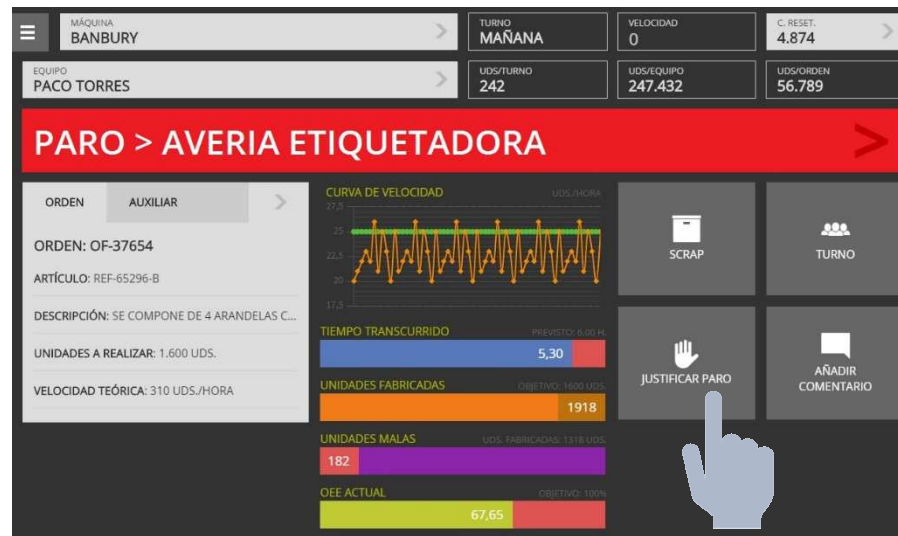 MÁQUINA
BANBURY
TURNO
MAÑANA
VELOCIDAD
0
C. RESET.
4.874
EQUIPO
PACO TORRES
UDS/TURNO
242
UDS/EQUIPO
247.432
UDS/ORDEN
56.789
PARO > AVERIA ETIQUETADORA
ORDEN
AUXILIAR
ORDEN: OF-37654
ARTÍCULO: REF-65296-B
DESCRIPCIÓN: SE COMPONE DE 4 ARANDELAS C...
UNIDADES A REALIZAR: 1.600 UDS.
VELOCIDAD TEÓRICA: 310 UDS./HORA
CURVA DE VELOCIDAD
UDS./HORA
27,5
25
22,5
20
17,5
TIEMPO TRANSCURRIDO
PREVISTO: 6,00 H.
5,30
UNIDADES FABRICADAS
OBJETIVO: 1600 UDS.
1918
UNIDADES MALAS
UDS. FABRICADAS: 1318 UDS.
182
OEE ACTUAL
OBJETIVO: 100%
67,65
SCRAP
TURNO
JUSTIFICAR PARO
AÑADIR
COMENTARIO